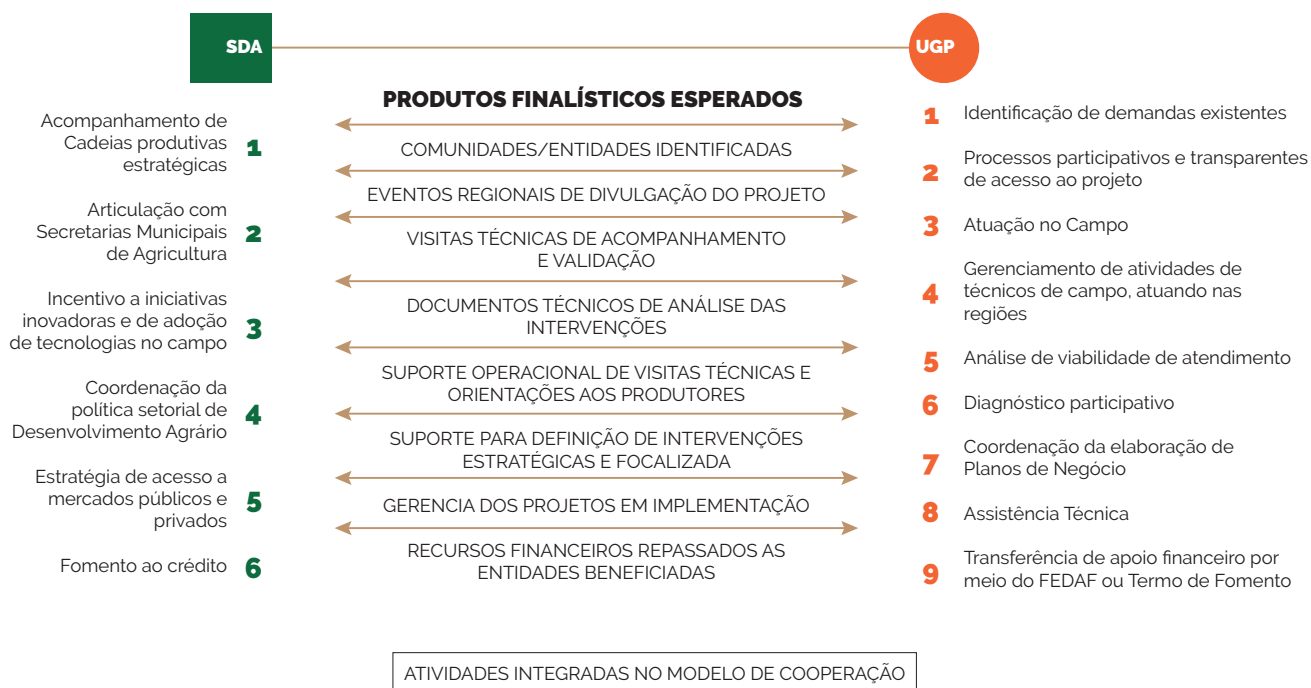 SDA
UGP
PRODUTOS FINALÍSTICOS ESPERADOS
Acompanhamento de
Cadeias produtivas
estratégicas
1
Articulação com
Secretarias Municipais
de Agricultura
2
Incentivo a iniciativas
inovadoras e de adoção
de tecnologias no campo
3
Coordenação da
política setorial de
Desenvolvimento Agrário
4
Estratégia de acesso a
mercados públicos e
privados
5
Fomento ao crédito
6
COMUNIDADES/ENTIDADES IDENTIFICADAS
EVENTOS REGIONAIS DE DIVULGAÇÃO DO PROJETO
VISITAS TÉCNICAS DE ACOMPANHAMENTO
E VALIDAÇÃO
DOCUMENTOS TÉCNICOS DE ANÁLISE DAS
INTERVENÇÕES
SUPORTE OPERACIONAL DE VISITAS TÉCNICAS E
ORIENTAÇÕES AOS PRODUTORES
SUPORTE PARA DEFINIÇÃO DE INTERVENÇÕES
ESTRATÉGICAS E FOCALIZADA
GERENCIA DOS PROJETOS EM IMPLEMENTAÇÃO
RECURSOS FINANCEIROS REPASSADOS AS
ENTIDADES BENEFICIADAS
1
Identificação de demandas existentes
2
Processos participativos e transparentes
de acesso ao projeto
3
Atuação no Campo
4
Gerenciamento de atividades de
técnicos de campo, atuando nas
regiões
5
Análise de viabilidade de atendimento
6
Diagnóstico participativo
7
Coordenação da elaboração de
Planos de Negócio
8
Assistência Técnica
9
Transferência de apoio financeiro por
meio do FEDAF ou Termo de Fomento
ATIVIDADES INTEGRADAS NO MODELO DE COOPERAÇÃO